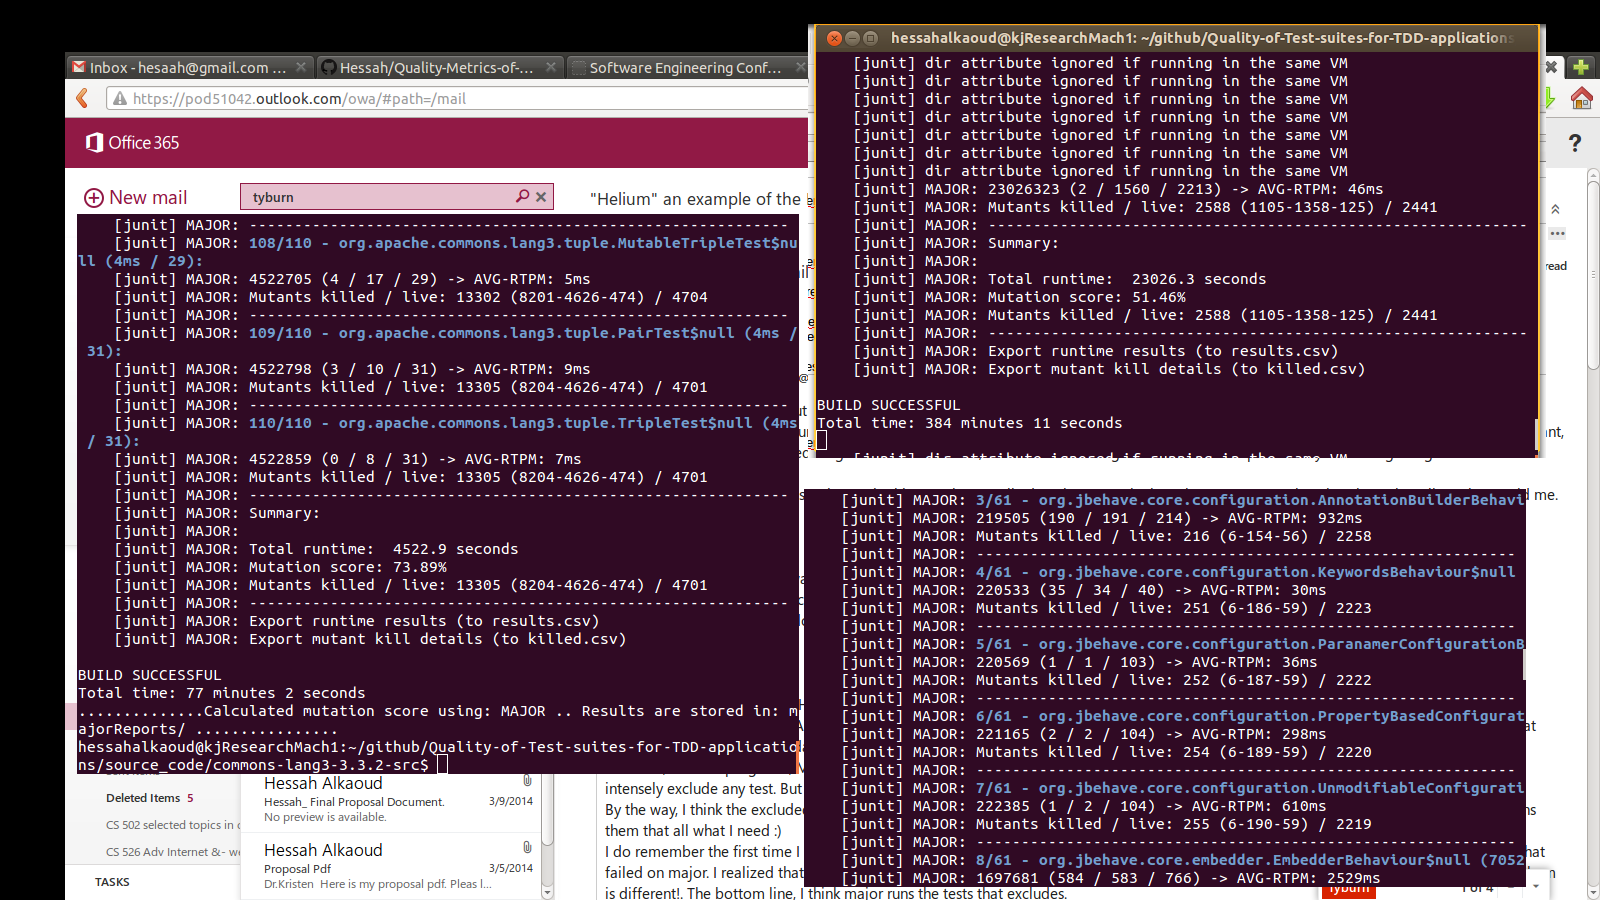 Inbox - hesaah@gmail.com ...
Hessah/Quality-Metrics-of-...
Software Engineering Conf...
https://pod51042.outlook.com/owa/#path=/mail
Office 365
?
New mail
tyburn
"Helium" an example of the
[junit] MAJOR: ------------------------------------------------------------
[junit] MAJOR: 108/110 - org.apache.commons.lang3.tuple.MutableTripleTest$nu
ll (4ms / 29):
[junit] MAJOR: 4522705 (4 / 17 / 29) -> AVG-RTPM: 5ms
[junit] MAJOR: Mutants killed / live: 13302 (8201-4626-474) / 4704
[junit] MAJOR: ------------------------------------------------------------
[junit] MAJOR: 109/110 - org.apache.commons.lang3.tuple.PairTest$null (4ms /
31):
[junit] MAJOR: 4522798 (3 / 10 / 31) -> AVG-RTPM: 9ms
[junit] MAJOR: Mutants killed / live: 13305 (8204-4626-474) / 4701
[junit] MAJOR: ------------------------------------------------------------
[junit] MAJOR: 110/110 - org.apache.commons.lang3.tuple.TripleTest$null (4ms
/ 31):
[junit] MAJOR: 4522859 (0 / 8 / 31) -> AVG-RTPM: 7ms
[junit] MAJOR: Mutants killed / live: 13305 (8204-4626-474) / 4701
[junit] MAJOR: ------------------------------------------------------------
[junit] MAJOR: Summary:
[junit] MAJOR:
[junit] MAJOR: Total runtime:  4522.9 seconds
[junit] MAJOR: Mutation score: 73.89%
[junit] MAJOR: Mutants killed / live: 13305 (8204-4626-474) / 4701
[junit] MAJOR: ------------------------------------------------------------
[junit] MAJOR: Export runtime results (to results.csv)
[junit] MAJOR: Export mutant kill details (to killed.csv)
BUILD SUCCESSFUL
Total time: 77 minutes 2 seconds
..............Calculated mutation score using: MAJOR .. Results are stored in: m
ajorReports/ ................
hessahalkaoud@kjResearchMach1:~/github/Quality-of-Test-suites-for-TDD-applicatio
ns/source_code/commons-lang3-3.3.2-src$
hessahalkaoud@kjResearchMach1: ~/github/Quality-of-Test-suites-for-TDD-applications
[junit] dir attribute ignored if running in the same VM
[junit] dir attribute ignored if running in the same VM
[junit] dir attribute ignored if running in the same VM
[junit] dir attribute ignored if running in the same VM
[junit] dir attribute ignored if running in the same VM
[junit] dir attribute ignored if running in the same VM
[junit] dir attribute ignored if running in the same VM
[junit] MAJOR: 23026323 (2 / 1560 / 2213) -> AVG-RTPM: 46ms
[junit] MAJOR: Mutants killed / live: 2588 (1105-1358-125) / 2441
[junit] MAJOR: ------------------------------------------------------------
[junit] MAJOR: Summary:
[junit] MAJOR:
[junit] MAJOR: Total runtime:  23026.3 seconds
[junit] MAJOR: Mutation score: 51.46%
[junit] MAJOR: Mutants killed / live: 2588 (1105-1358-125) / 2441
[junit] MAJOR: ------------------------------------------------------------
[junit] MAJOR: Export runtime results (to results.csv)
[junit] MAJOR: Export mutant kill details (to killed.csv)
BUILD SUCCESSFUL
Total time: 384 minutes 11 seconds
read
nt,
d me.
[junit] MAJOR: 3/61 - org.jbehave.core.configuration.AnnotationBuilderBehavi
[junit] MAJOR: 219505 (190 / 191 / 214) -> AVG-RTPM: 932ms
[junit] MAJOR: Mutants killed / live: 216 (6-154-56) / 2258
[junit] MAJOR: ------------------------------------------------------------
[junit] MAJOR: 4/61 - org.jbehave.core.configuration.KeywordsBehaviour$null
[junit] MAJOR: 220533 (35 / 34 / 40) -> AVG-RTPM: 30ms
[junit] MAJOR: Mutants killed / live: 251 (6-186-59) / 2223
[junit] MAJOR: ------------------------------------------------------------
[junit] MAJOR: 5/61 - org.jbehave.core.configuration.ParanamerConfigurationB
[junit] MAJOR: 220569 (1 / 1 / 103) -> AVG-RTPM: 36ms
[junit] MAJOR: Mutants killed / live: 252 (6-187-59) / 2222
[junit] MAJOR: ------------------------------------------------------------
[junit] MAJOR: 6/61 - org.jbehave.core.configuration.PropertyBasedConfigurat
[junit] MAJOR: 221165 (2 / 2 / 104) -> AVG-RTPM: 298ms
[junit] MAJOR: Mutants killed / live: 254 (6-189-59) / 2220
[junit] MAJOR: ------------------------------------------------------------
[junit] MAJOR: 7/61 - org.jbehave.core.configuration.UnmodifiableConfigurati
[junit] MAJOR: 222385 (1 / 2 / 104) -> AVG-RTPM: 610ms
[junit] MAJOR: Mutants killed / live: 255 (6-190-59) / 2219
[junit] MAJOR: ------------------------------------------------------------
[junit] MAJOR: 8/61 - org.jbehave.core.embedder.EmbedderBehaviour$null (7052
[junit] MAJOR: 1697681 (584 / 583 / 766) -> AVG-RTPM: 2529ms
Deleted Items 5
CS 502 selected topics in c
CS 526 Adv Internet &- we
TASKS
Hessah Alkaoud
Hessah_ Final Proposal Document. 3/9/2014
No preview is available.
Hessah Alkaoud
Proposal Pdf 3/5/2014
Dr.Kristen Here is my proposal pdf. Pleas l...
intensely exclude any test. But
By the way, I think the excluded
them that all what I need :)
I do remember the first time I
failed on major. I realized that
is different!. The bottom line, I think major runs the tests that excludes.
Tyburn
1 of 4